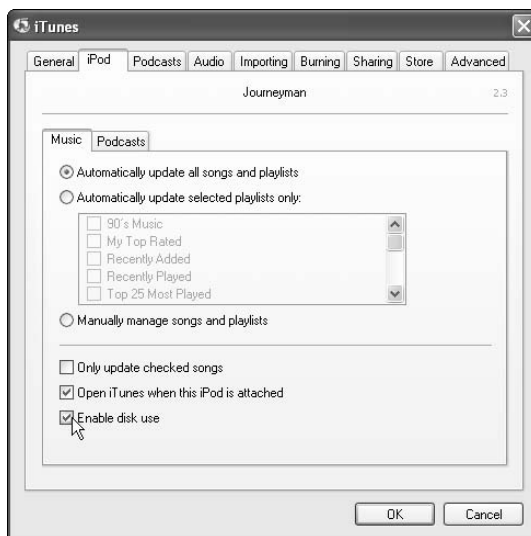 iTunes
General iPod Podcasts Audio Importing Burning Sharing Store Advanced
Journeyman 2.3
Music Podcasts
Automatically update all songs and playlists
Automatically update selected playlists only:
90's Music
My Top Rated
Recently Added
Recently Played
Top 25 Most Played
Manually manage songs and playlists
Only update checked songs
Open iTunes when this iPod is attached
Enable disk use
OK Cancel